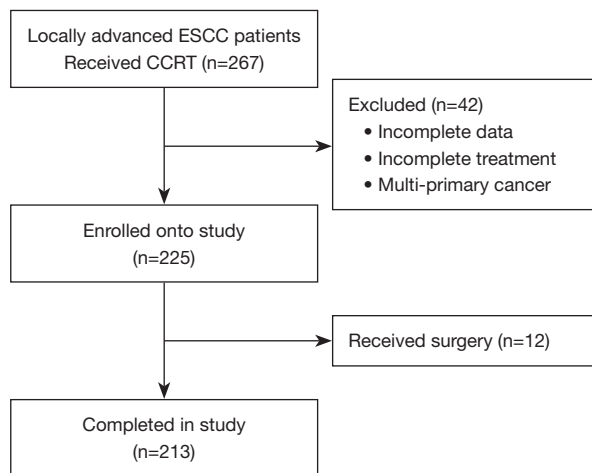 Locally advanced ESCC patients
Received CCRT (n=267)
Excluded (n=42)
• Incomplete data
• Incomplete treatment
• Multi-primary cancer
Enrolled onto study
(n=225)
Received surgery (n=12)
Completed in study
(n=213)